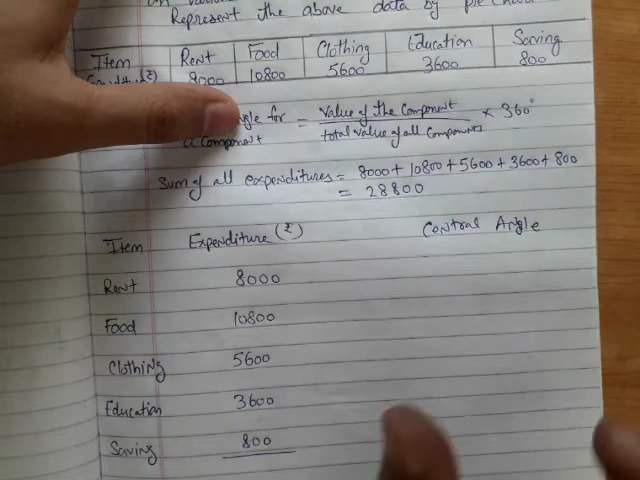 Represent the above data by pie chart
Item Rent Food Clothing Education Saving
8000 10800 5600 3600 800
Angle for a Component = Value of the Component / total value of all Components × 360°
Sum of all expenditures = 8000 + 10800 + 5600 + 3600 + 800
= 28800
Item Expenditure (₹) Central Angle
Rent 8000
Food 10800
Clothing 5600
Education 3600
Saving 800